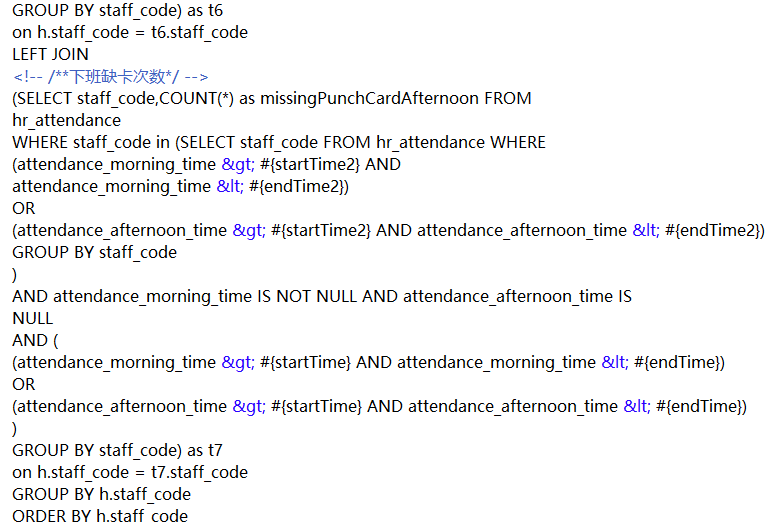 GROUP BY staff_code) as t6
on h.staff_code = t6.staff_code
LEFT JOIN
<!-- /**下班缺卡次数*/ -->
(SELECT staff_code,COUNT(*) as missingPunchCardAfternoon FROM
hr_attendance
WHERE staff_code in (SELECT staff_code FROM hr_attendance WHERE
(attendance_morning_time &gt; #{startTime2} AND
attendance_morning_time &lt; #{endTime2})
OR
(attendance_afternoon_time &gt; #{startTime2} AND attendance_afternoon_time &lt; #{endTime2})
GROUP BY staff_code
)
AND attendance_morning_time IS NOT NULL AND attendance_afternoon_time IS
NULL
AND (
(attendance_morning_time &gt; #{startTime} AND attendance_morning_time &lt; #{endTime})
OR
(attendance_afternoon_time &gt; #{startTime} AND attendance_afternoon_time &lt; #{endTime})
)
GROUP BY staff_code) as t7
on h.staff_code = t7.staff_code
GROUP BY h.staff_code
ORDER BY h.staff_code